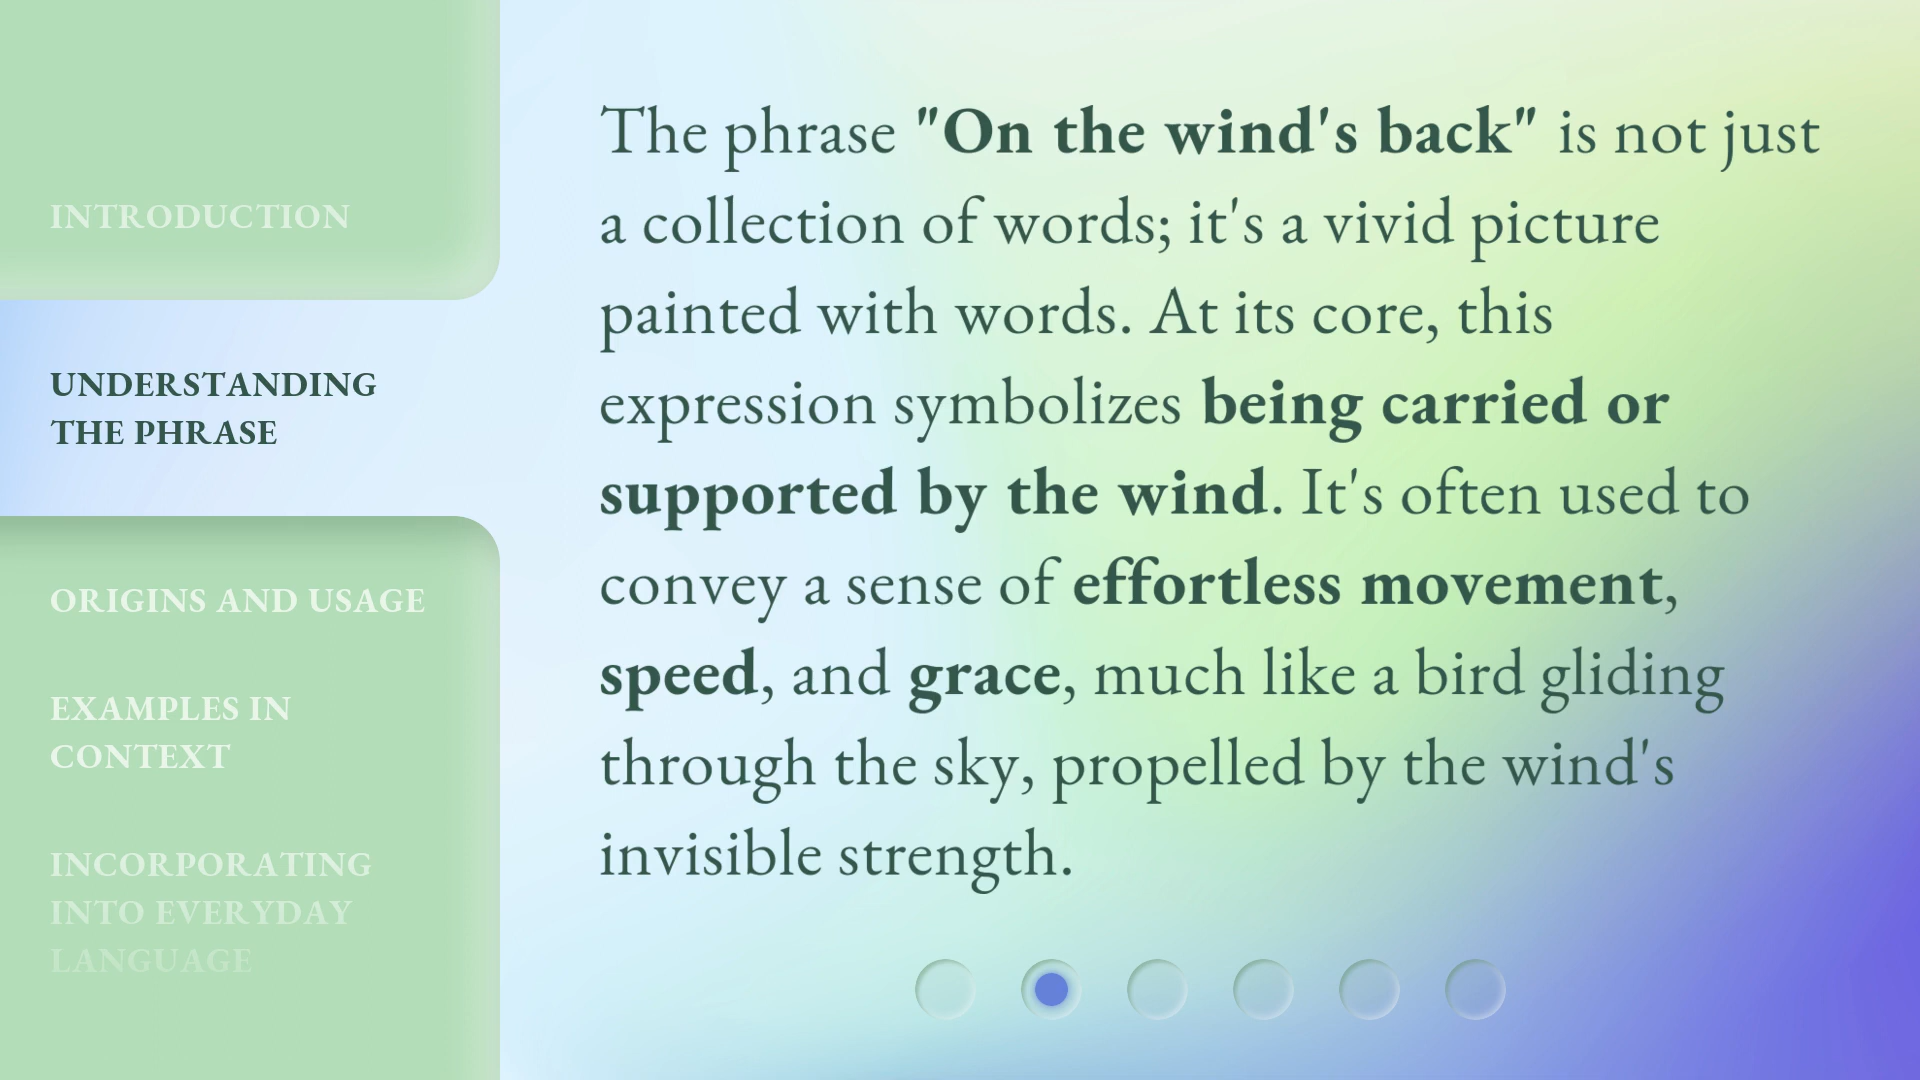 INTRODUCTION
UNDERSTANDING
THE PHRASE
ORIGINS AND USAGE
EXAMPLES IN
CONTEXT
INCORPORATING
INTO EVERYDAY
LANGUAGE
The phrase "On the wind's back" is not just
a collection of words; it's a vivid picture
painted with words. At its core, this
expression symbolizes being carried or
supported by the wind. It's often used to
convey a sense of effortless movement,
speed, and grace, much like a bird gliding
through the sky, propelled by the wind's
invisible strength.